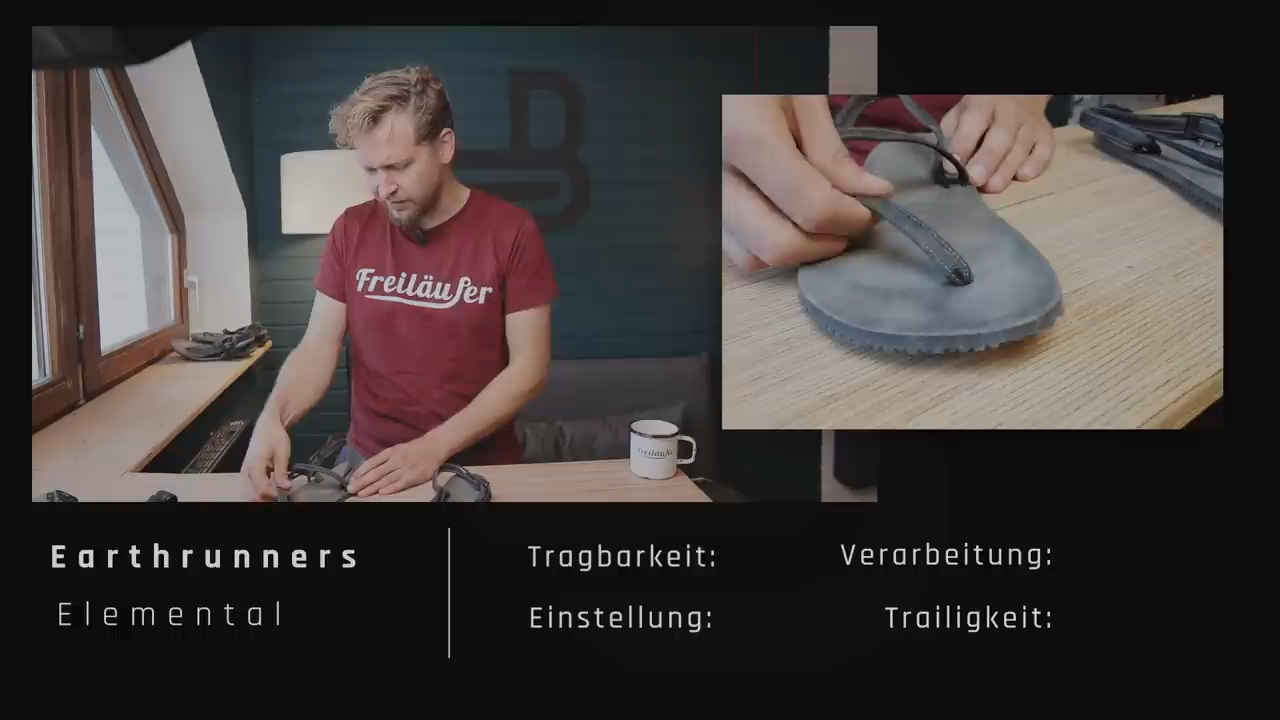 Freiläufer
Freiläufer
Earthrunners
Elemental
Tragbarkeit:
Einstellung:
Verarbeitung:
Trailigkeit: